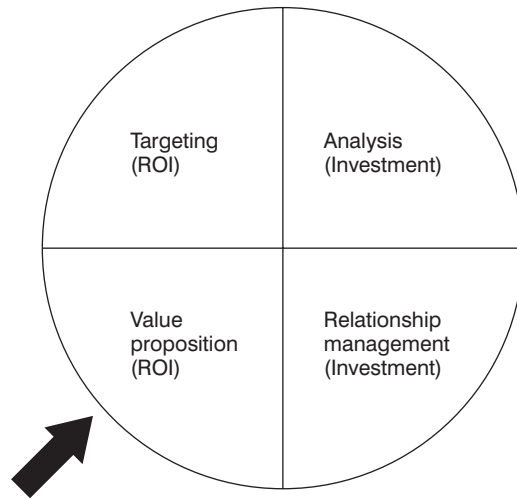 Targeting
(ROI)
Analysis
(Investment)
Value
proposition
(ROI)
Relationship
management
(Investment)